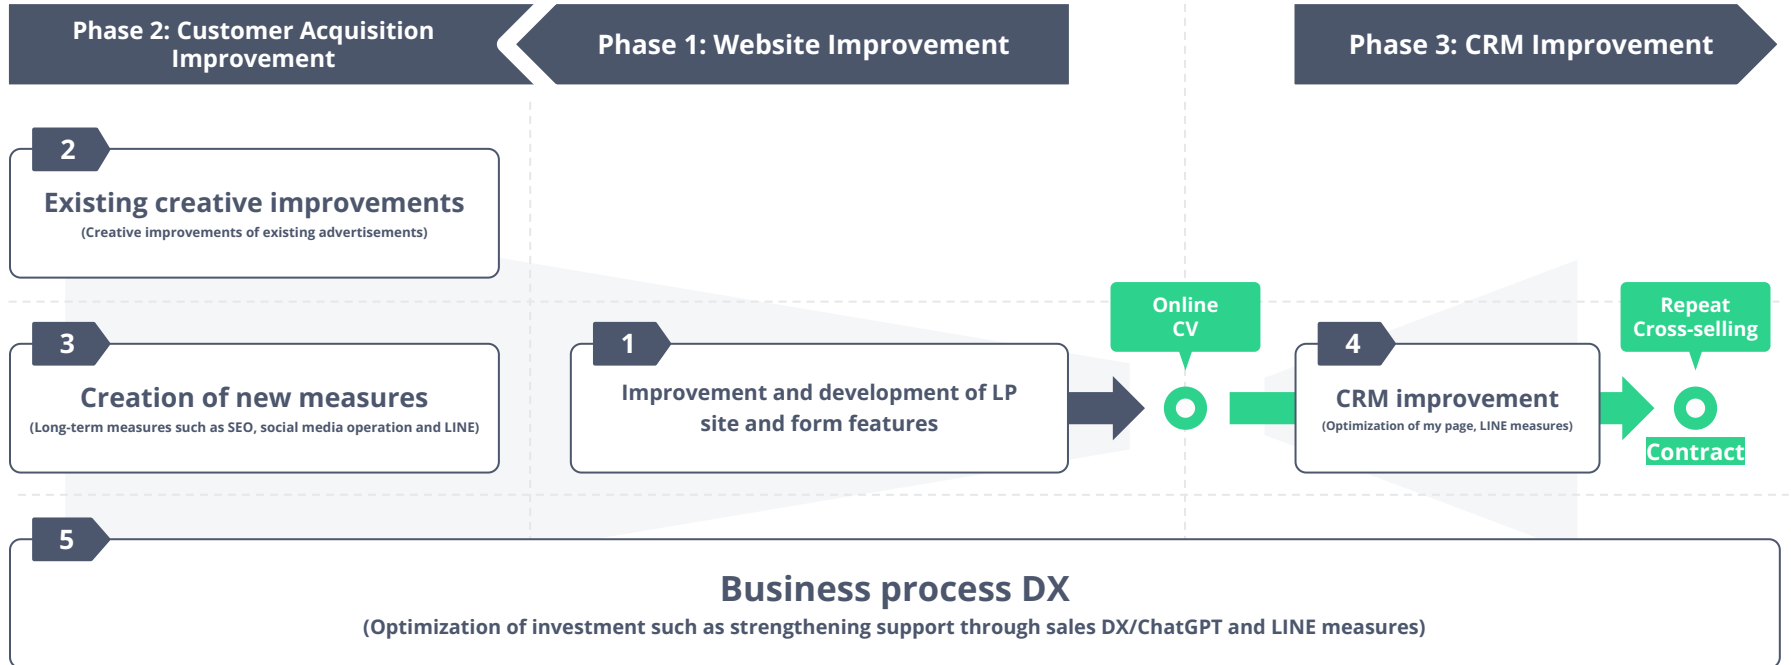 Phase 2: Customer Acquisition
Improvement
Phase 1: Website Improvement
Phase 3: CRM Improvement
2
Existing creative improvements
(Creative improvements of existing advertisements)
3
Creation of new measures
(Long-term measures such as SEO, social media operation and LINE)
1
Improvement and development of LP
site and form features
Online
CV
4
CRM improvement
(Optimization of my page, LINE measures)
Repeat
Cross-selling
Contract
5
Business process DX
(Optimization of investment such as strengthening support through sales DX/ChatGPT and LINE measures)